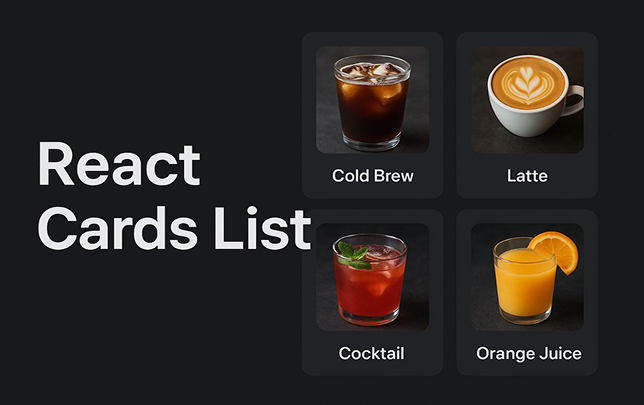 React
Cards List
Cold Brew
Latte
Cocktail
Orange Juice